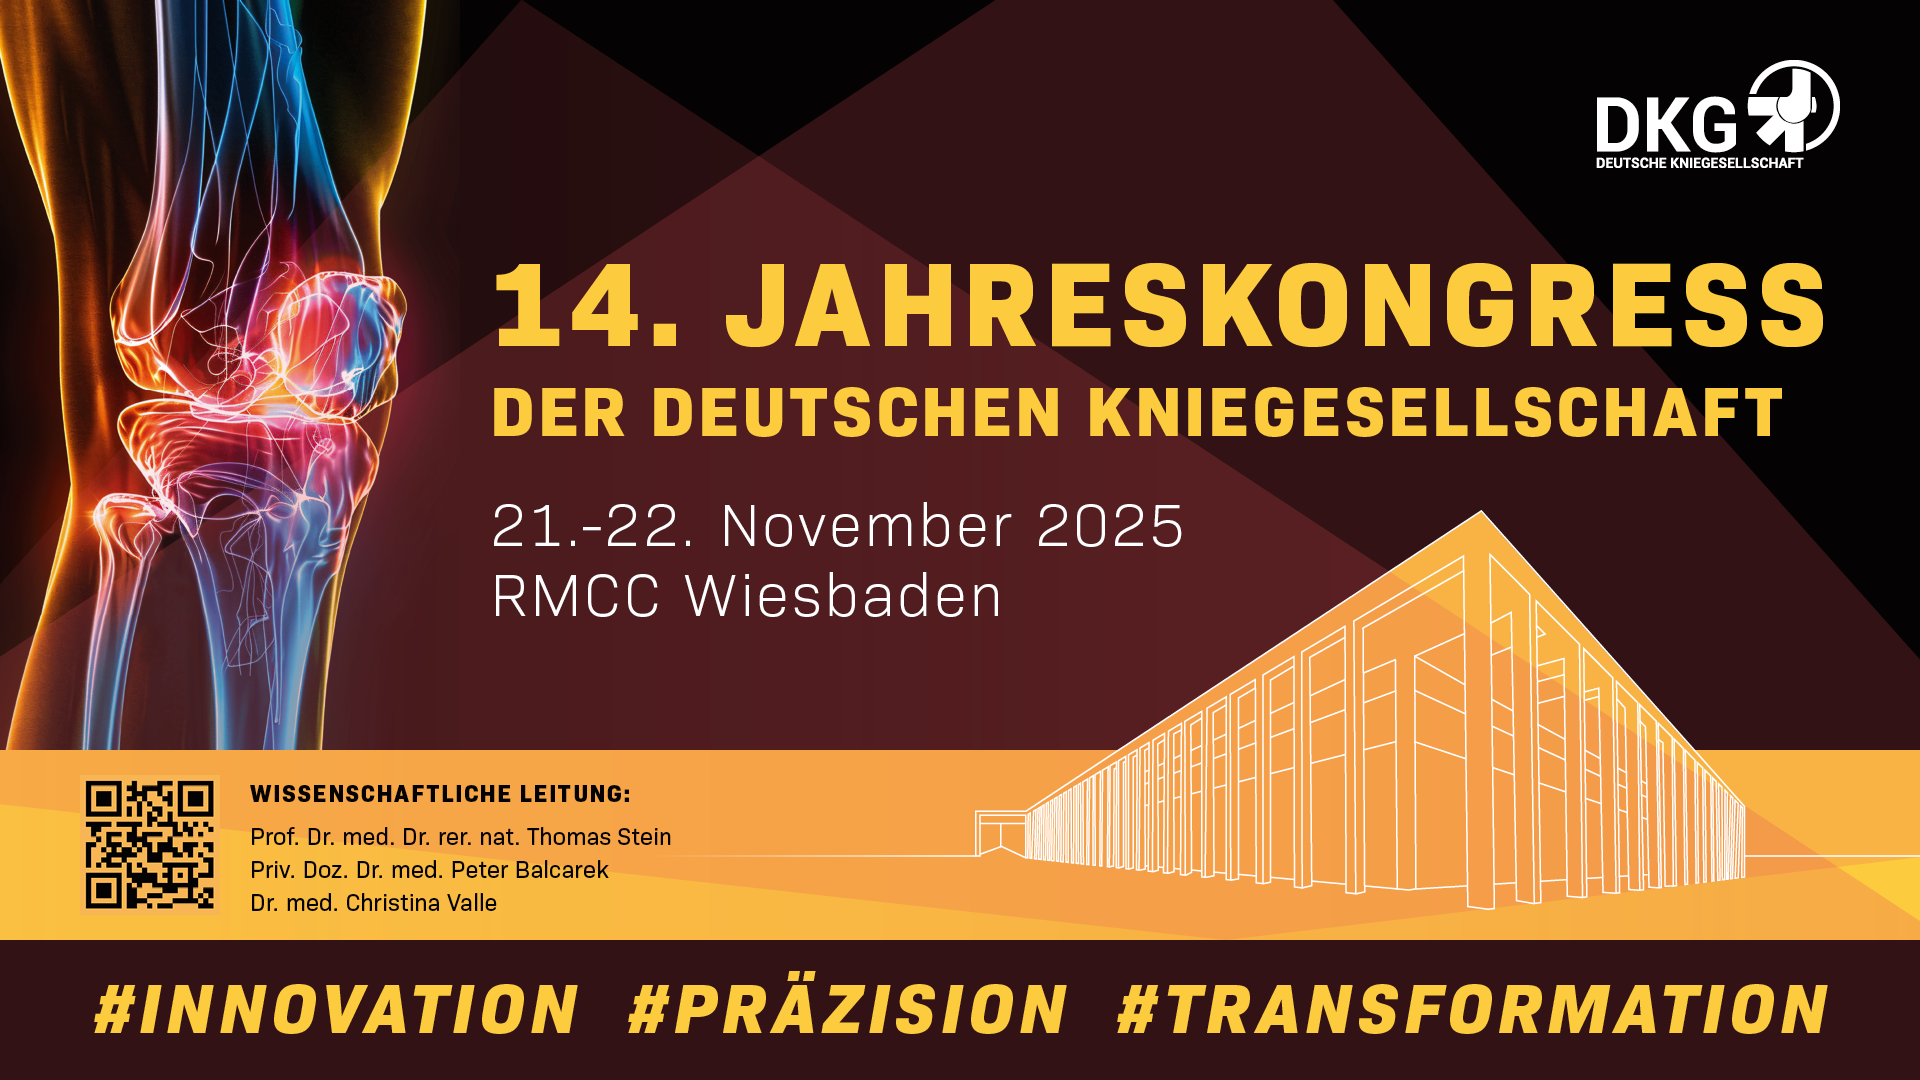 DKG
DEUTSCHE KNIEGESELLSCHAFT
14. JAHRESKONGRESS
DER DEUTSCHEN KNIEGESELLSCHAFT
21.-22. November 2025
RMCC Wiesbaden
WISSENSCHAFTLICHE LEITUNG:
Prof. Dr. med. Dr. rer. nat. Thomas Stein
Priv. Doz. Dr. med. Peter Balcarek
Dr. med. Christina Valle
#INNOVATION #PRÄZISION #TRANSFORMATION